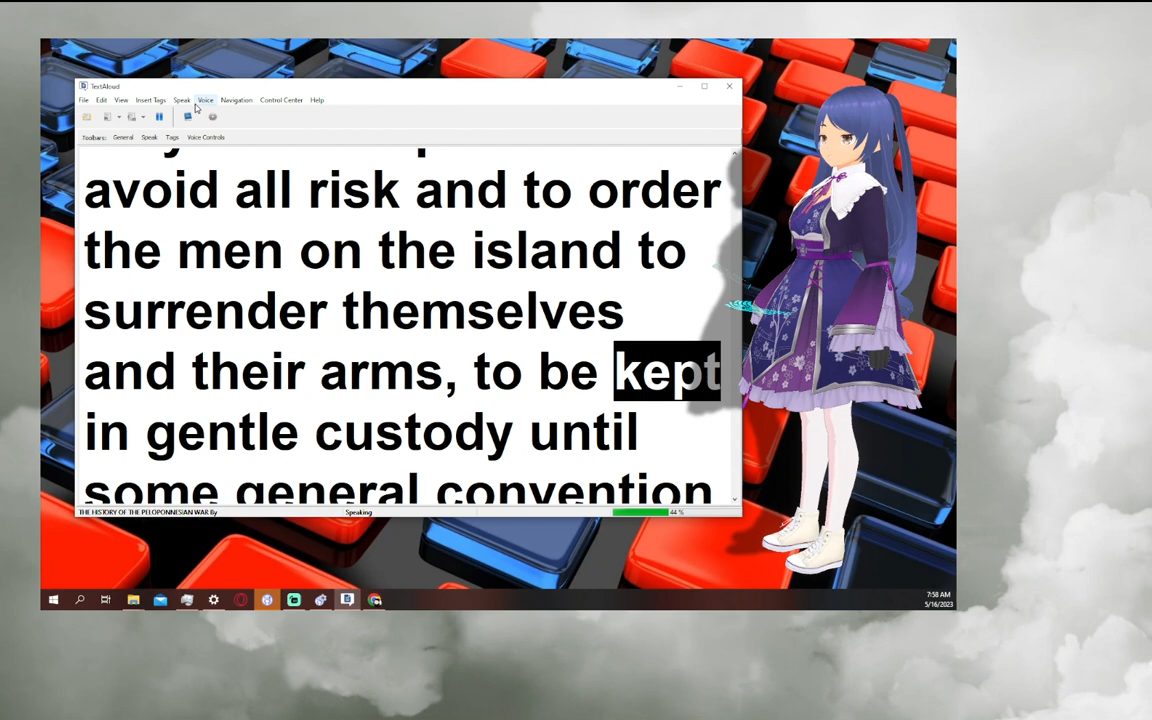 TextAloud
File Edit View Insert Tags Speak Voice Navigation Control Center Help
Toolbars: General Speak Tags Voice Controls
avoid all risk and to order
the men on the island to
surrender themselves
and their arms, to be kept
in gentle custody until
some general convention
THE HISTORY OF THE PELOPONNESIAN WAR By Speaking 44 %
7:58 AM
5/16/2023